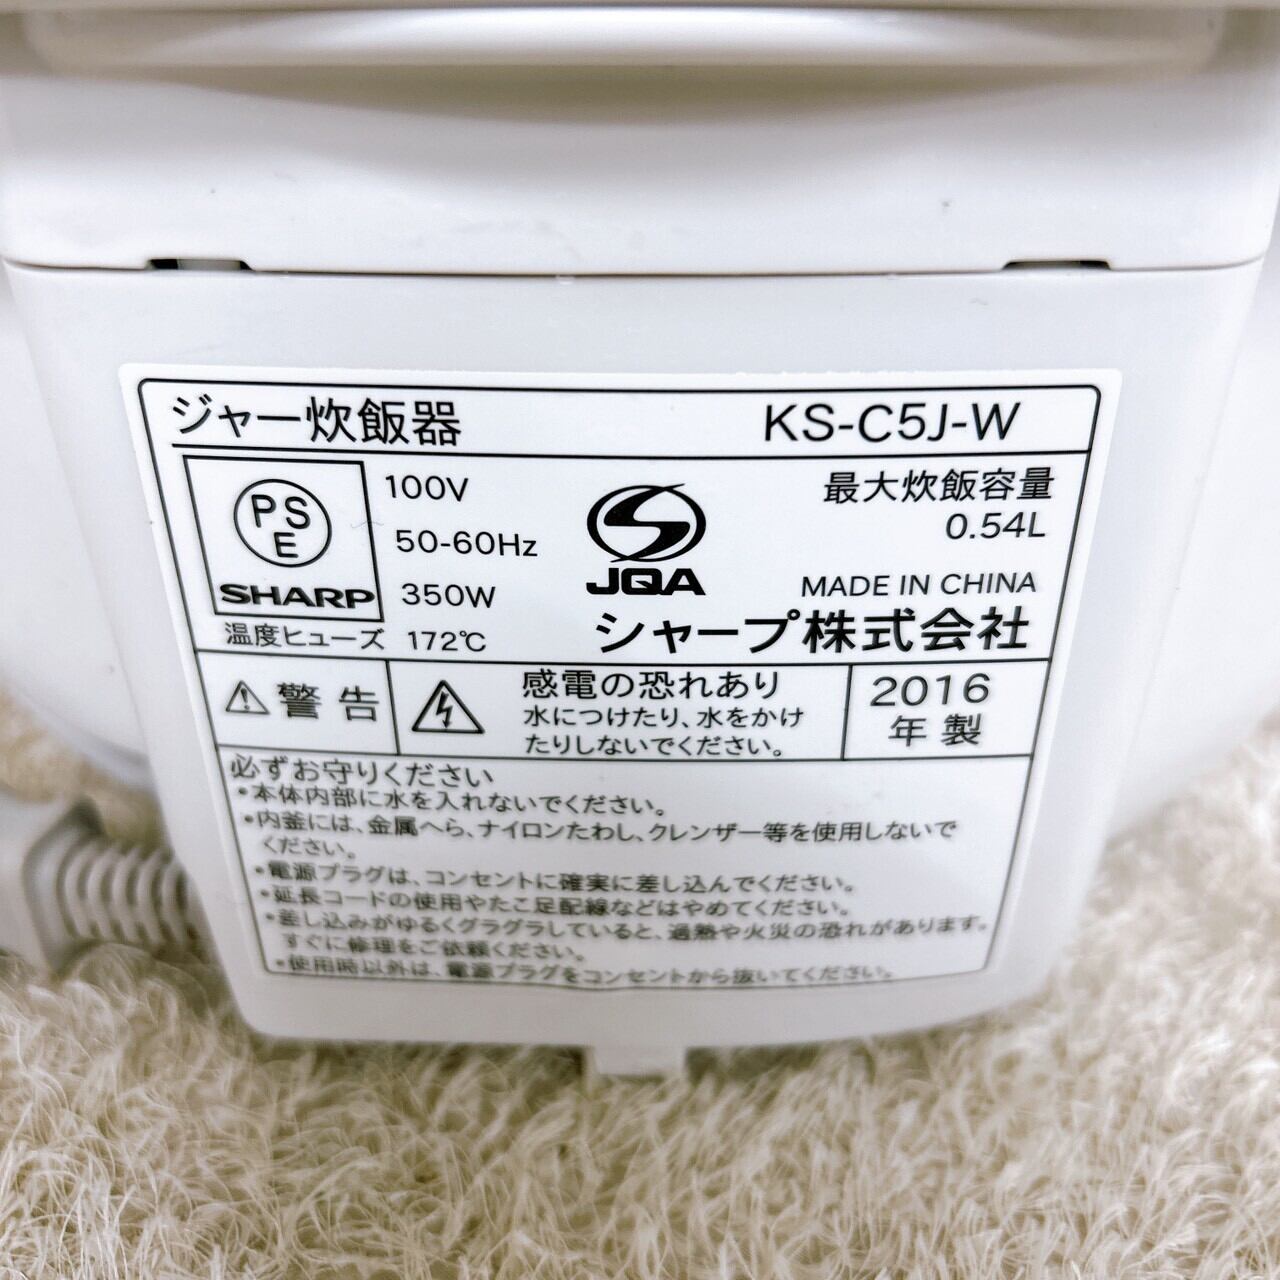 ジャー炊飯器 KS-C5J-W
PSE
SHARP
100V
50-60Hz
350W
温度ヒューズ 172℃
JQA
最大炊飯容量
0.54L
MADE IN CHINA
シャープ株式会社
警告
感電の恐れあり
水につけたり、水をかけ
たりしないでください。
2016
年製
必ずお守りください
•本体内部に水を入れないでください。
•内釜には、金属へら、ナイロンたわし、クレンザー等を使用しないで
ください。
•電源プラグは、コンセントに確実に差し込んでください。
•延長コードの使用やたこ足配線などはやめてください。
•差し込みがゆるくグラグラしていると、過熱や火災の恐れがあります。
すぐに修理をご依頼ください。
•使用時以外は、電源プラグをコンセントから抜いてください。